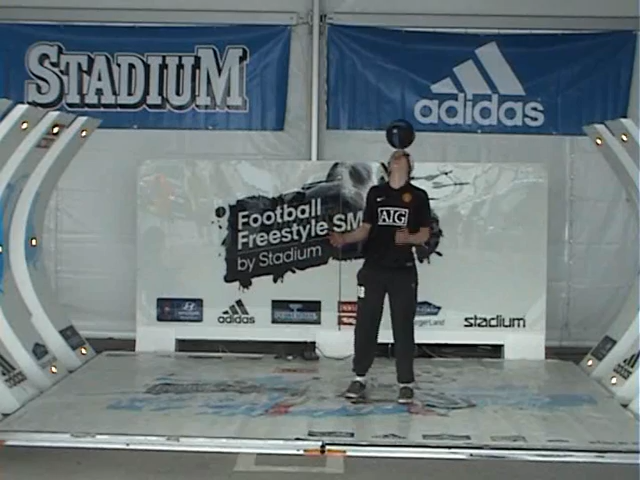 STADIUM
adidas
AIG
Football
Freestyle SM
by Stadium
adidas
stadium